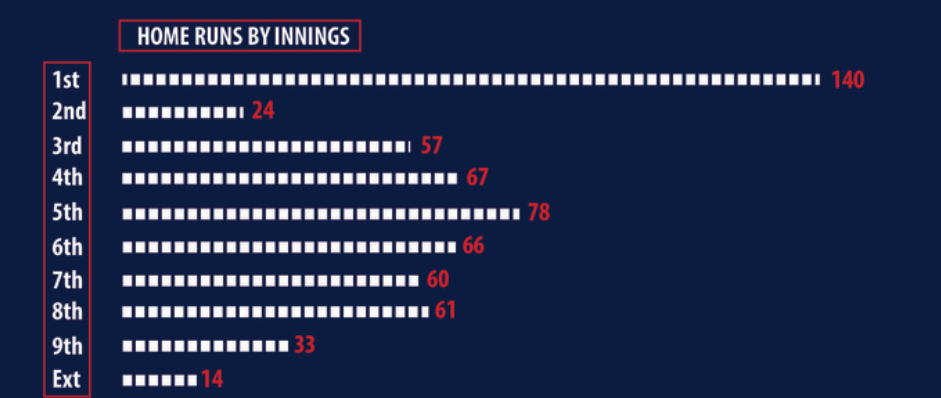 HOME RUNS BY INNINGS
1st 140
2nd 24
3rd 57
4th 67
5th 78
6th 66
7th 60
8th 61
9th 33
Ext 14